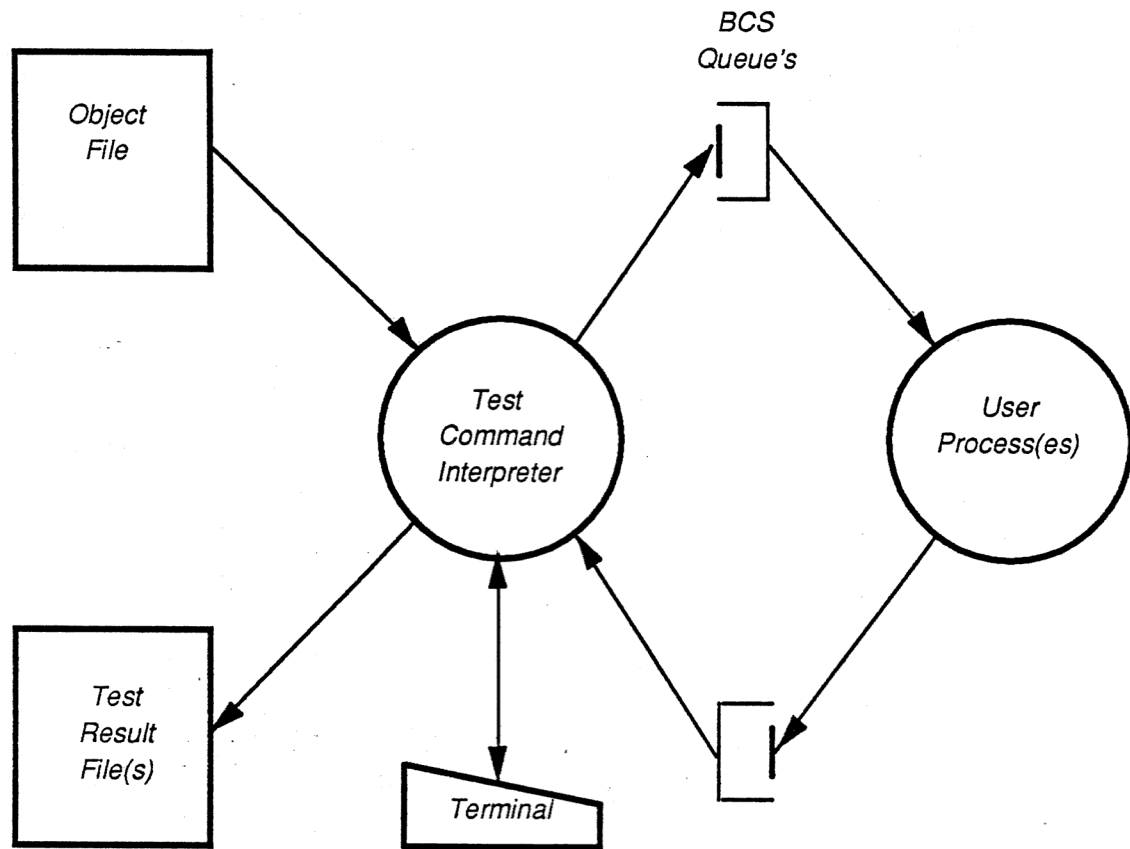 BCS
Queue's
Object
File
Test
Command
Interpreter
User
Process(es)
Test
Result
File(s)
Terminal